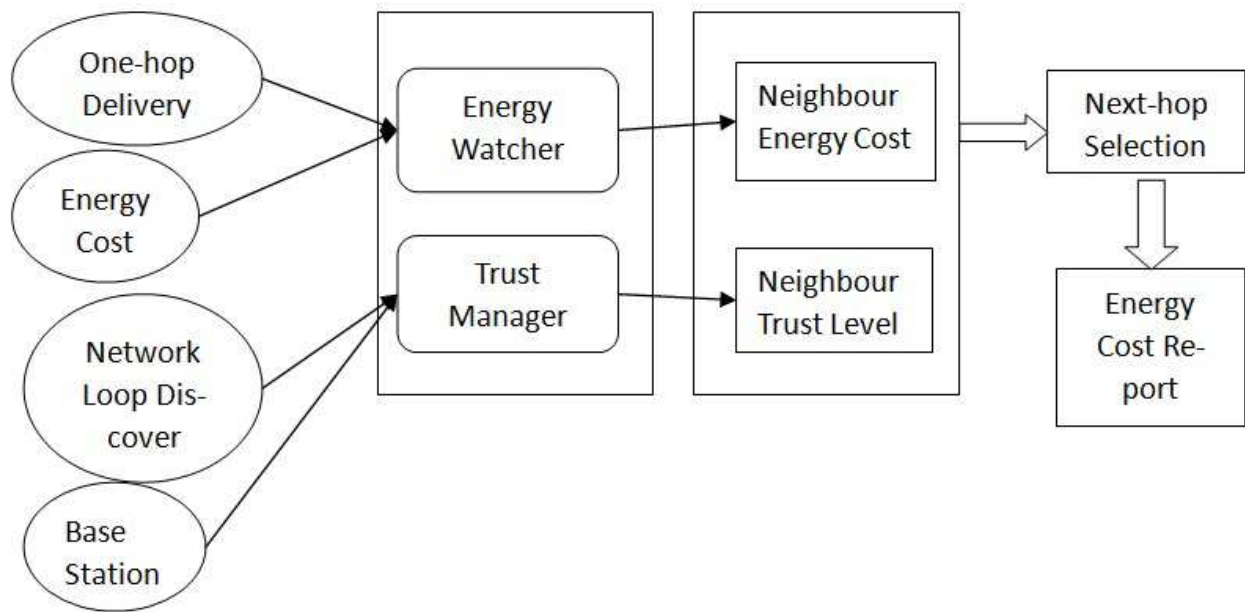 One-hop
Delivery
Energy
Cost
Network
Loop Dis-
cover
Base
Station
Energy
Watcher
Trust
Manager
Neighbour
Energy Cost
Neighbour
Trust Level
Next-hop
Selection
Energy
Cost Re-
port